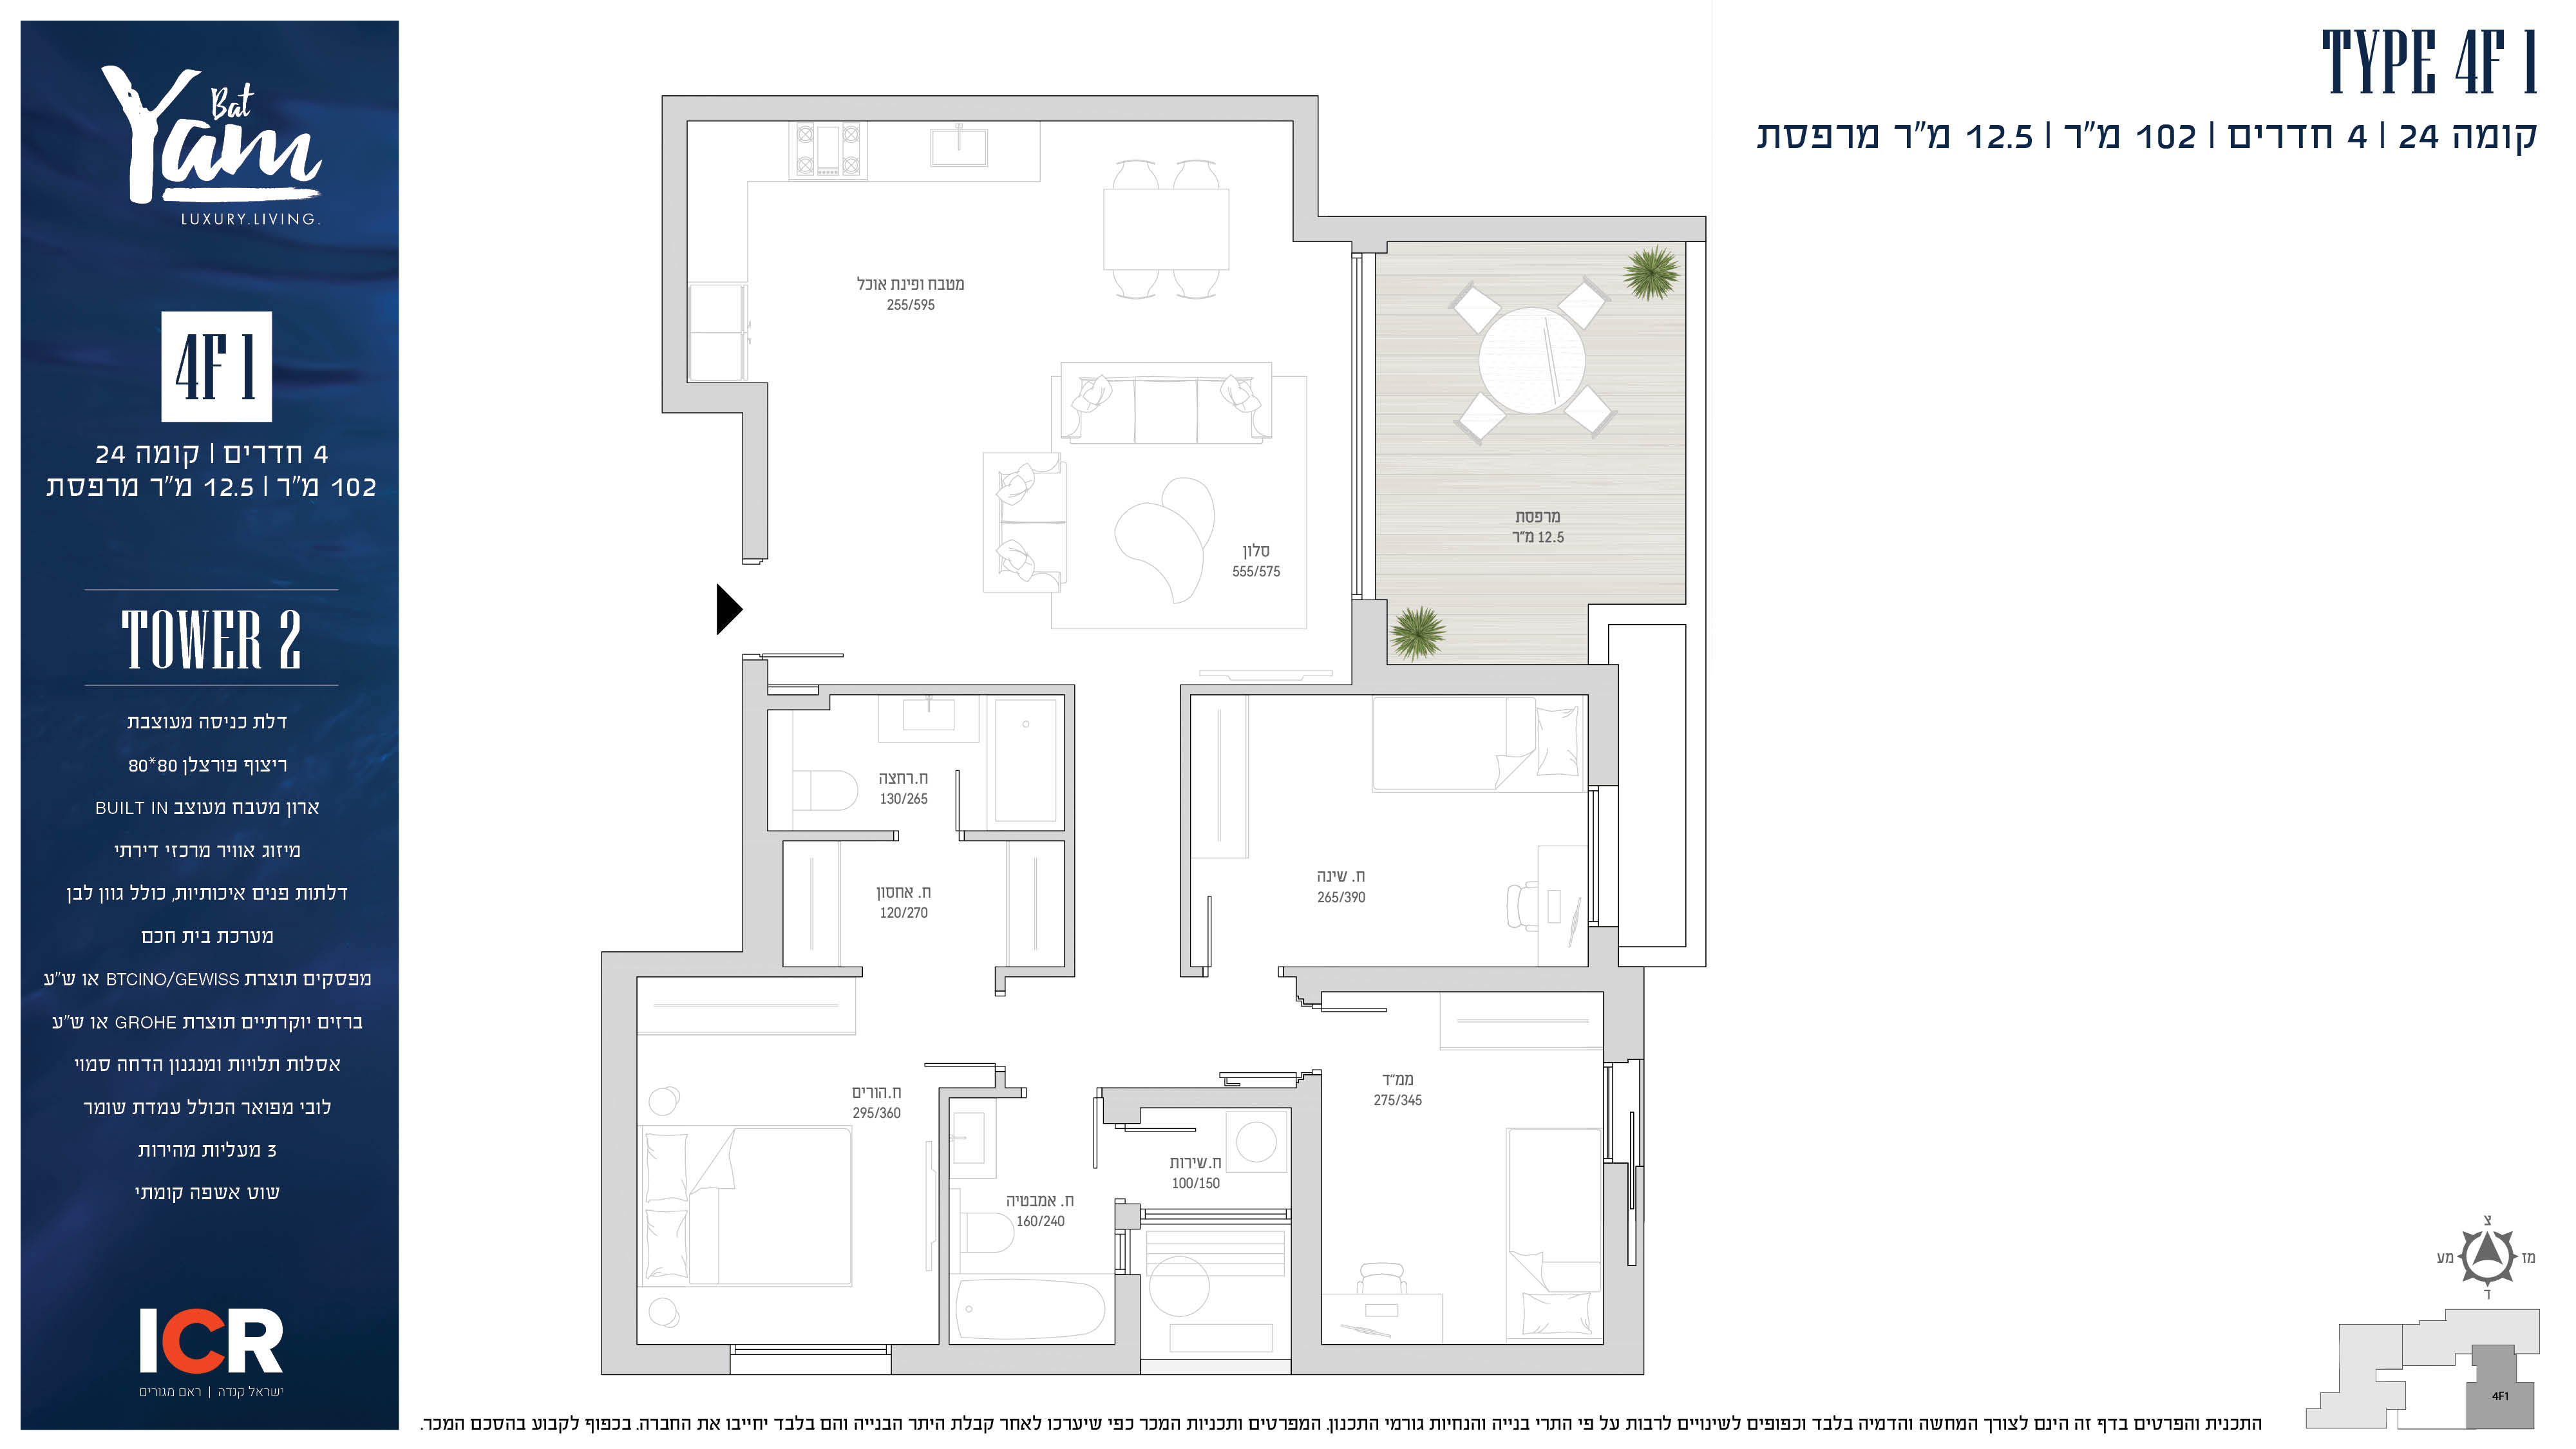 TYPE 4F 1
קומה 24 | 4 חדרים | 102 מ"ר | 12.5 מ"ר מרפסת
Bat
Yam
LUXURY.LIVING.
4F 1
4 חדרים | קומה 24
102 מ"ר | 12.5 מ"ר מרפסת
TOWER 2
דלת כניסה מעוצבת
ריצוף פורצלן 80*80
ארון מטבח מעוצב BUILT IN
מיזוג אוויר מרכזי דירתי
דלתות פנים איכותיות, כולל גוון לבן
מערכת בית חכם
מפסקים תוצרת BTCINO/GEWISS או ש"ע
ברזים יוקרתיים תוצרת GROHE או ש"ע
אסלות תלויות ומנגנון הדחה סמוי
לובי מפואר הכולל עמדת שומר
3 מעליות מהירות
שוט אשפה קומתי
ICR
ישראל קנדה | ראם מגורים
מטבח ופינת אוכל
255/595
סלון
555/575
מרפסת
12.5 מ"ר
ח.רחצה
130/265
ח. אחסון
120/270
ח. שינה
265/390
ח.הורים
295/360
ממ"ד
275/345
ח.שירות
100/150
ח. אמבטיה
160/240
צ
מז
מע
ד
4F1
התכנית והפרטים בדף זה הינם לצורך המחשה והדמיה בלבד וכפופים לשינויים לרבות על פי התרי בנייה והנחיות גורמי התכנון. המפרטים ותכניות המכר כפי שיערכו לאחר קבלת היתר הבנייה והם בלבד יחייבו את החברה. בכפוף לקבוע בהסכם המכר.